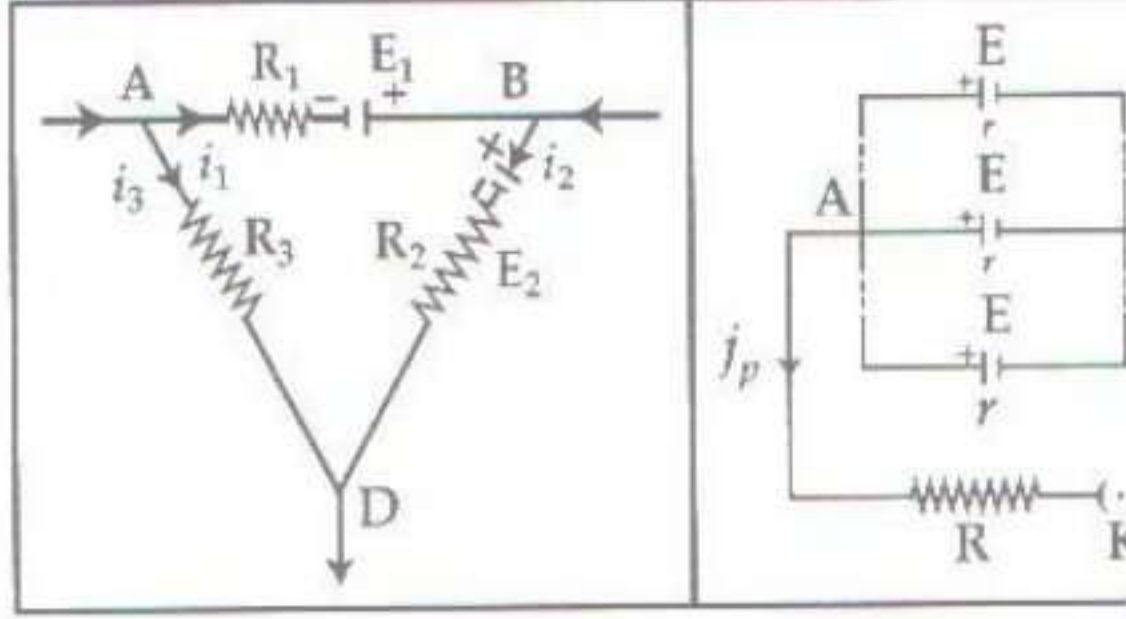 A R₁ E₁ B
− +
i₃ i₁ + i₂
R₃ R₂ − E₂
D
E
+
r
E
A +
r
E
jₚ +
r
R